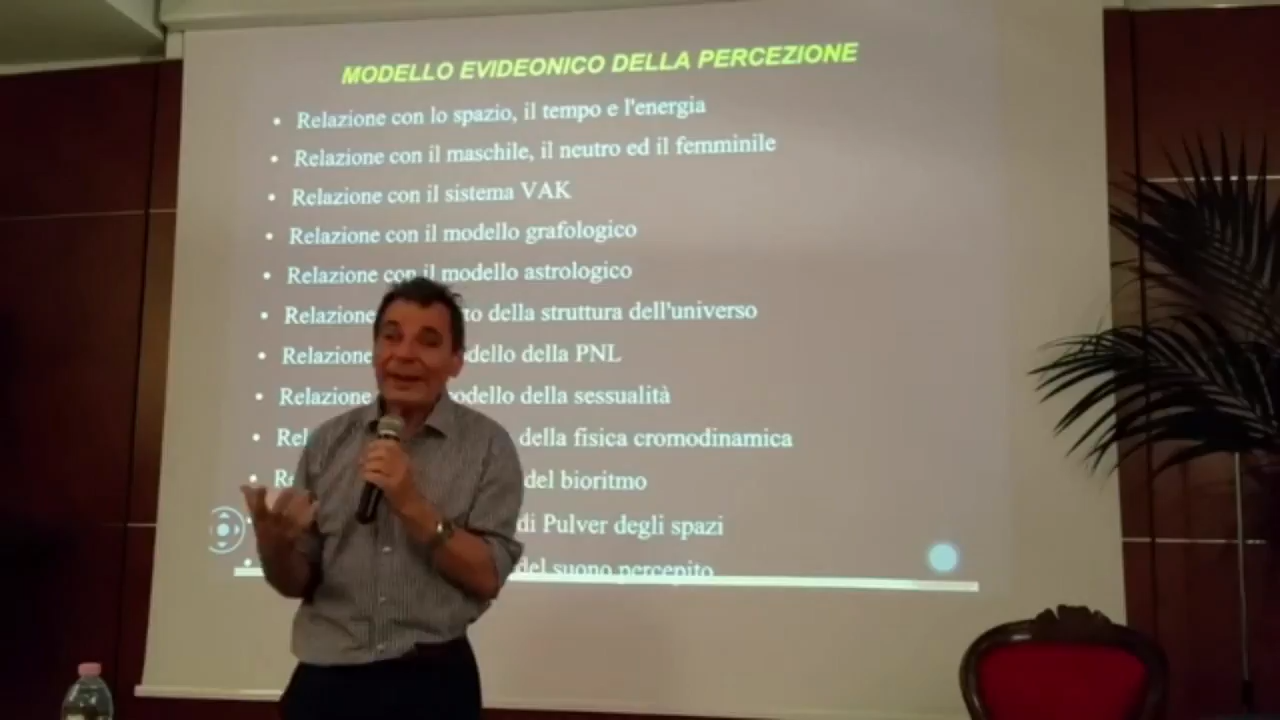 MODELLO EVIDEONICO DELLA PERCEZIONE
• Relazione con lo spazio, il tempo e l'energia
• Relazione con il maschile, il neutro ed il femminile
• Relazione con il sistema VAK
• Relazione con il modello grafologico
• Relazione con il modello astrologico
• Relazione della struttura dell'universo
• Relazione della PNL
• Relazione della sessualità
• della fisica cromodinamica
• del bioritmo
di Pulver degli spazi
• del suono percepito